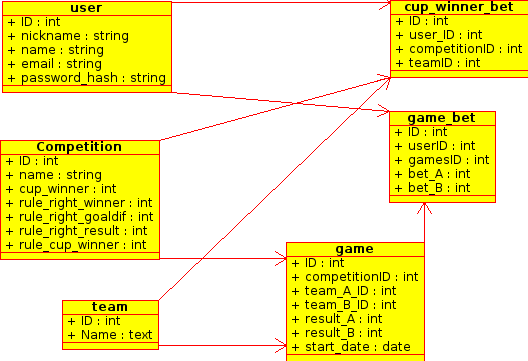 user
+ ID : int
+ nickname : string
+ name : string
+ email : string
+ password_hash : string
cup_winner_bet
+ ID : int
+ user_ID : int
+ competitionID : int
+ teamID : int
game_bet
+ ID : int
+ userID : int
+ gamesID : int
+ bet_A : int
+ bet_B : int
Competition
+ ID : int
+ name : string
+ cup_winner : int
+ rule_right_winner : int
+ rule_right_goaldif : int
+ rule_right_result : int
+ rule_cup_winner : int
game
+ ID : int
+ competitionID : int
+ team_A_ID : int
+ team_B_ID : int
+ result_A : int
+ result_B : int
+ start_date : date
team
+ ID : int
+ Name : text